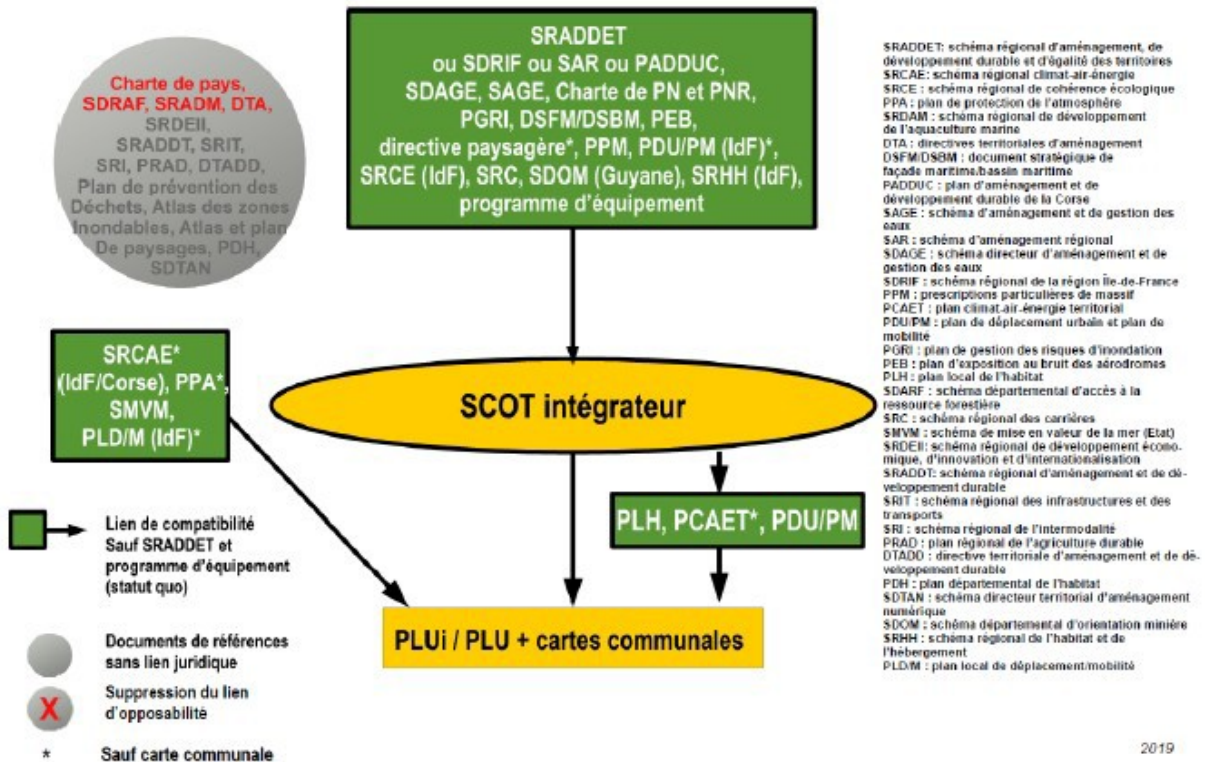 Charte de pays,
SDRAF, SRADM, DTA,
SRDEII,
SRADDT, SRIT,
SRI, PRAD, DTADD,
Plan de prévention des
Déchets, Atlas des zones
Inondables, Atlas et plan
De paysages, PDH,
SDTAN
SRADDET
ou SDRIF ou SAR ou PADDUC,
SDAGE, SAGE, Charte de PN et PNR,
PGRI, DSFM/DSBM, PEB,
directive paysagère*, PPM, PDU/PM (IdF)*,
SRCE (IdF), SRC, SDOM (Guyane), SRHH (IdF),
programme d'équipement
SRCAE*
(IdF/Corse), PPA*,
SMVM,
PLD/M (IdF)*
SCOT intégrateur
PLH, PCAET*, PDU/PM
PLUi / PLU + cartes communales
Lien de compatibilité
Sauf SRADDET et
programme d'équipement
(statut quo)
Documents de références
sans lien juridique
X
Suppression du lien
d'opposabilité
* Sauf carte communale
SRADDET: schéma régional d'aménagement, de
développement durable et d'égalité des territoires
SRCAE: schéma régional climat-air-énergie
SRCE : schéma régional de cohérence écologique
PPA : plan de protection de l'atmosphère
SRDAM : schéma régional de développement
de l'aquaculture marine
DTA : directives territoriales d'aménagement
DSFM/DSBM : document stratégique de
façade maritime/bassin maritime
PADDUC : plan d'aménagement et de
développement durable de la Corse
SAGE : schéma d'aménagement et de gestion des
eaux
SAR : schéma d'aménagement régional
SDAGE : schéma directeur d'aménagement et de
gestion des eaux
SDRIF : schéma régional de la région Île-de-France
PPM : prescriptions particulières de massif
PCAET : plan climat-air-énergie territorial
PDU/PM : plan de déplacement urbain et plan de
mobilité
PGRI : plan de gestion des risques d'inondation
PEB : plan d'exposition au bruit des aérodromes
PLH : plan local de l'habitat
SDARF : schéma départemental d'accès à la
ressource forestière
SRC : schéma régional des carrières
SMVM : schéma de mise en valeur de la mer (Etat)
SRDEII: schéma régional de développement écono-
mique, d'innovation et d'internationalisation
SRADDT: schéma régional d'aménagement et de dé-
veloppement durable
SRIT : schéma régional des infrastructures et des
transports
SRI : schéma régional de l'intermodalité
PRAD : plan régional de l'agriculture durable
DTADD : directive territoriale d'aménagement et de dé-
veloppement durable
PDH : plan départemental de l'habitat
SDTAN : schéma directeur territorial d'aménagement
numérique
SDOM : schéma départemental d'orientation minière
SRHH : schéma régional de l'habitat et de
l'hébergement
PLD/M : plan local de déplacement/mobilité
2019